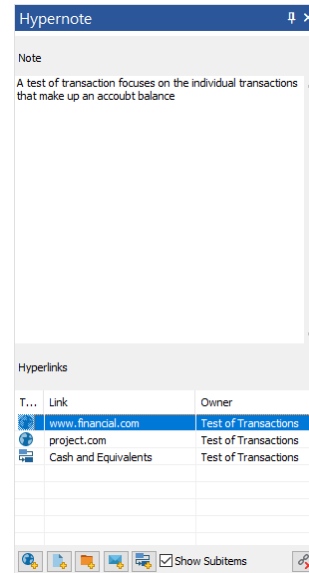 Hypernote
Note
A test of transaction focuses on the individual transactions
that make up an accoubt balance
Hyperlinks
T... Link Owner
www.financial.com Test of Transactions
project.com Test of Transactions
Cash and Equivalents Test of Transactions
Show Subitems